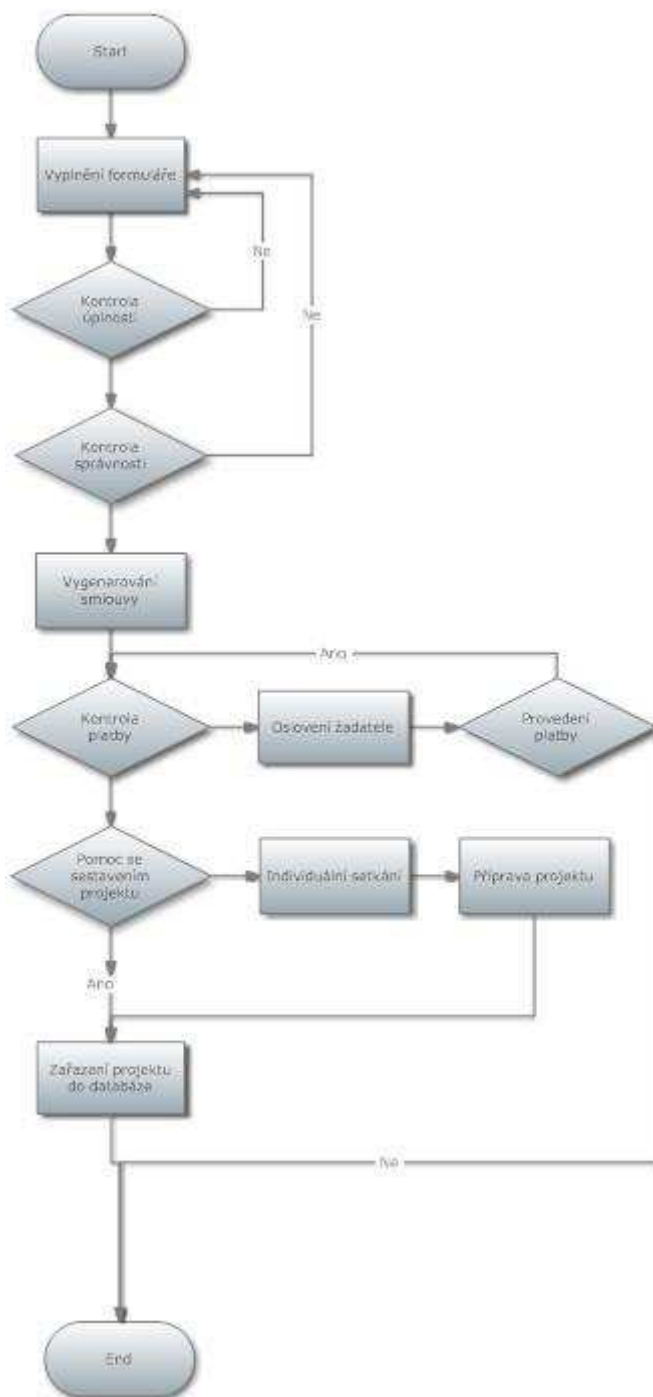 Start
Vyplnění formuláře
Ne
Kontrola
úplnosti
Ne
Kontrola
správnosti
Vygenerování
smlouvy
Ano
Kontrola
platby
Oslovení žadatele
Provedení
platby
Pomoc se
sestavením
projektu
Individuální setkání
Příprava projektu
Ano
Zařazení projektu
do databáze
Ne
End